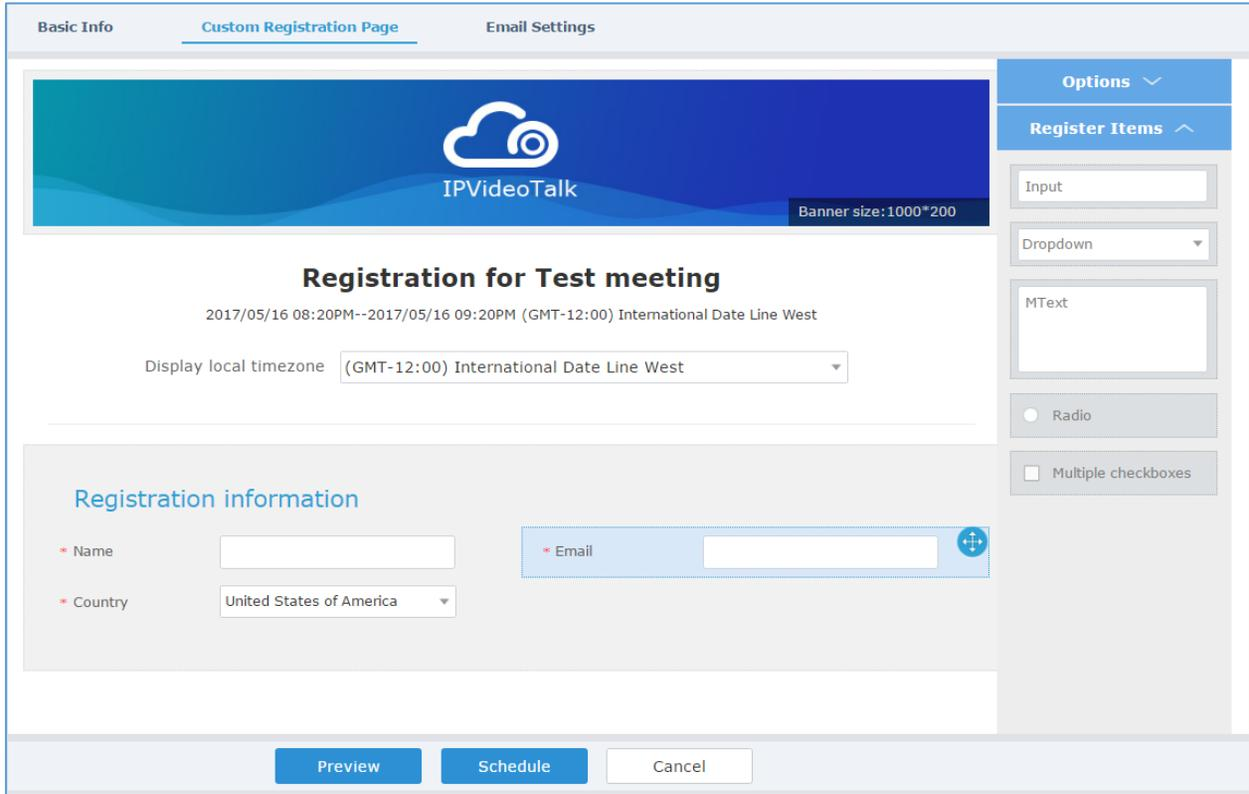 Basic Info
Custom Registration Page
Email Settings
IPVideoTalk
Banner size:1000*200
Registration for Test meeting
2017/05/16 08:20PM--2017/05/16 09:20PM (GMT-12:00) International Date Line West
Display local timezone
(GMT-12:00) International Date Line West
Registration information
* Name
* Email
* Country
United States of America
Options
Register Items
Input
Dropdown
MText
Radio
Multiple checkboxes
Preview
Schedule
Cancel